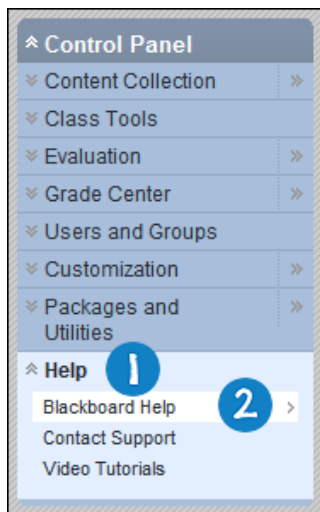 Control Panel
Content Collection
Class Tools
Evaluation
Grade Center
Users and Groups
Customization
Packages and
Utilities
Help 1
Blackboard Help 2
Contact Support
Video Tutorials